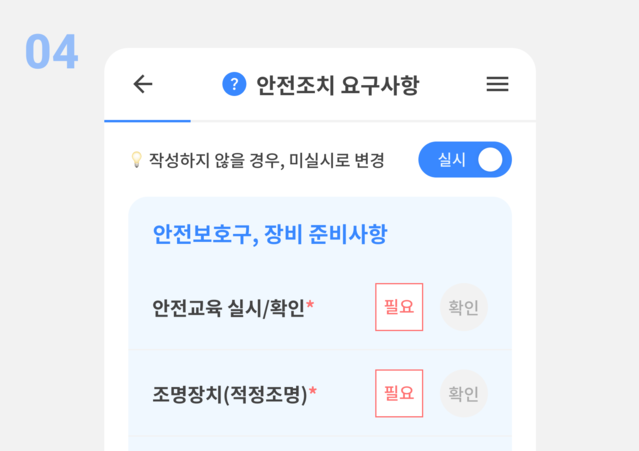 04
? 안전조치 요구사항
작성하지 않을 경우, 미실시로 변경 실시
안전보호구, 장비 준비사항
안전교육 실시/확인* 필요 확인
조명장치(적정조명)* 필요 확인